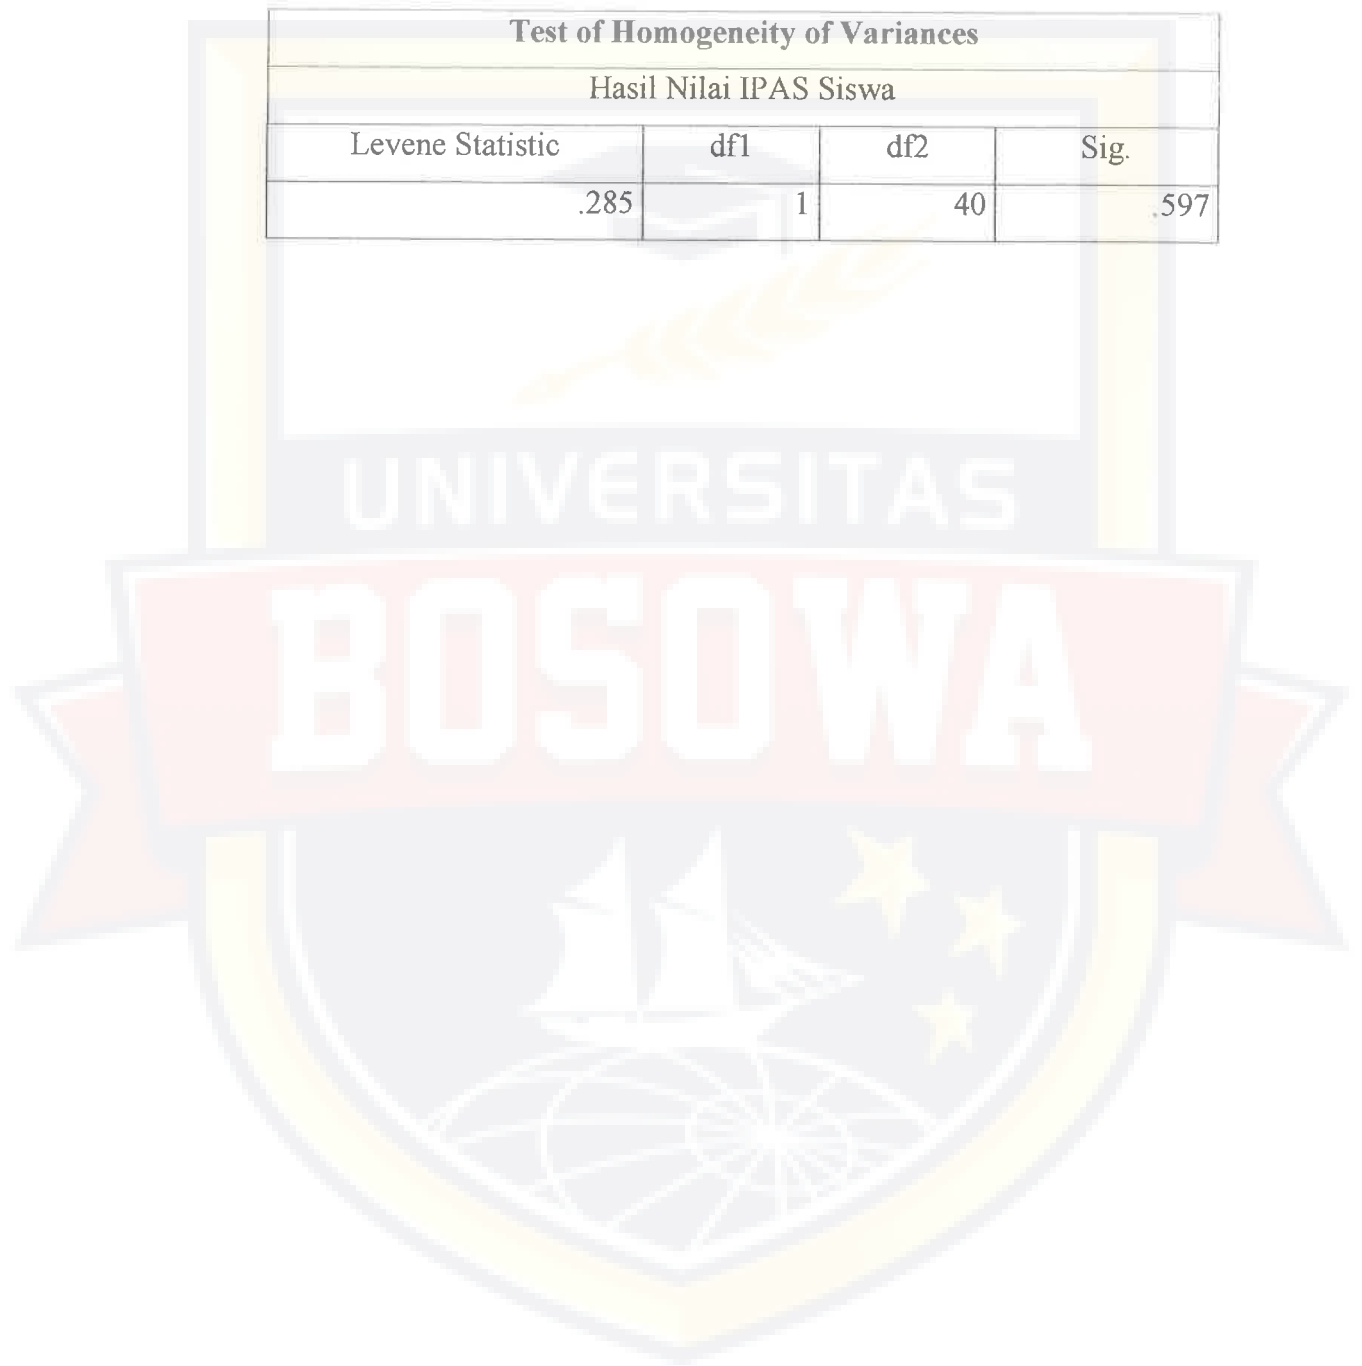 Test of Homogeneity of Variances
Hasil Nilai IPAS Siswa
Levene Statistic df1 df2 Sig.
.285 1 40 .597
UNIVERSITAS
BOSOWA